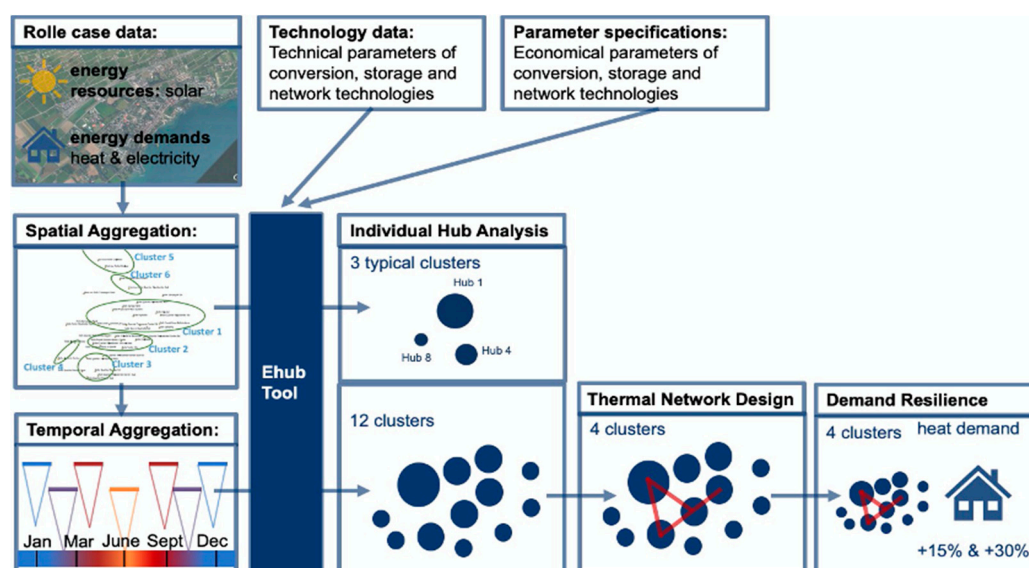 Rolle case data:
energy
resources: solar
energy demands
heat & electricity
Technology data:
Technical parameters of
conversion, storage and
network technologies
Parameter specifications:
Economical parameters of
conversion, storage and
network technologies
Spatial Aggregation:
Cluster 5
Cluster 6
Cluster 1
Cluster 2
Cluster 3
Ehub
Tool
Individual Hub Analysis
3 typical clusters
Hub 1
Hub 8
Hub 4
Temporal Aggregation:
Jan Mar June Sept Dec
12 clusters
Thermal Network Design
4 clusters
Demand Resilience
4 clusters heat demand
+15% & +30%